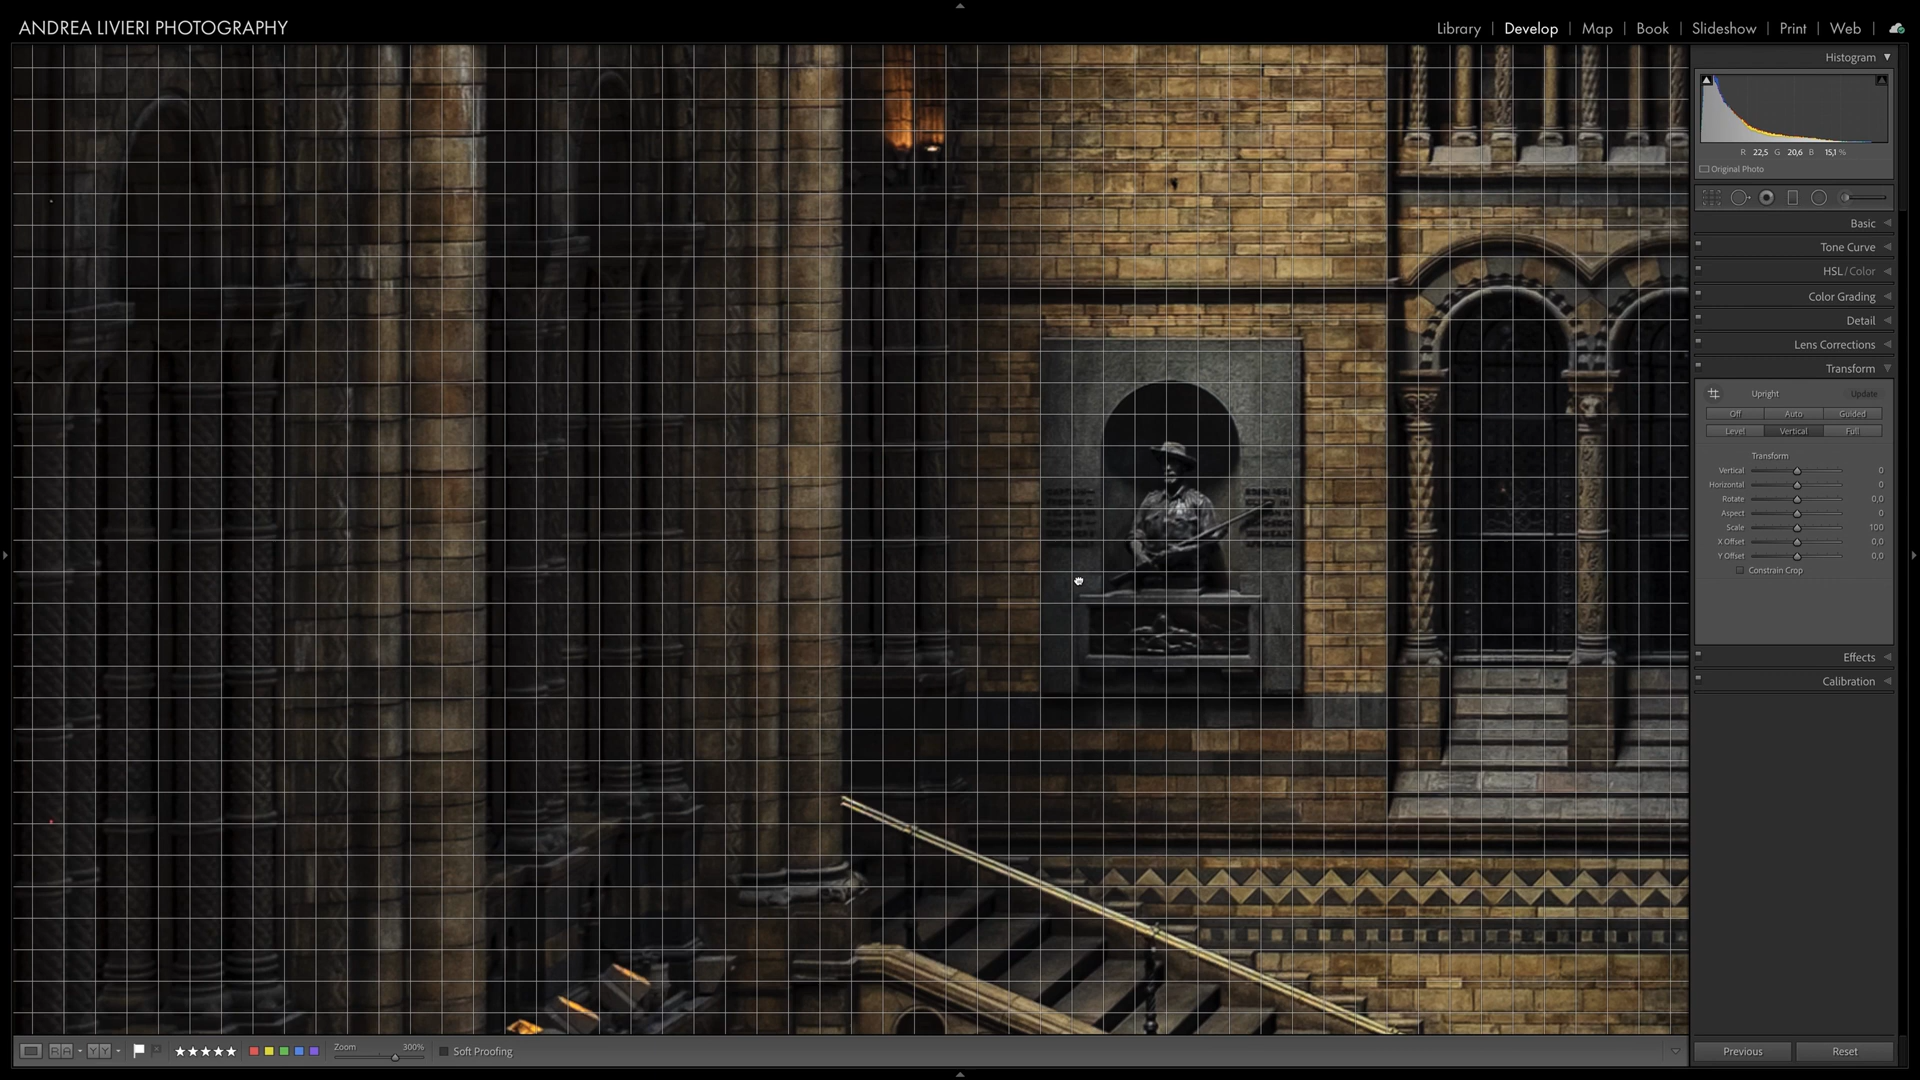 ANDREA LIVIERI PHOTOGRAPHY
Library | Develop | Map | Book | Slideshow | Print | Web |
Histogram
R 22,5 G 20,6 B 15,1 %
Original Photo
Basic
Tone Curve
HSL / Color
Color Grading
Detail
Lens Corrections
Transform
Upright Update
Off Auto Guided
Level Vertical Full
Transform
Vertical 0
Horizontal 0
Rotate 0,0
Aspect 0
Scale 100
X Offset 0,0
Y Offset 0,0
Constrain Crop
Effects
Calibration
RA YY Zoom 300% Soft Proofing
Previous Reset